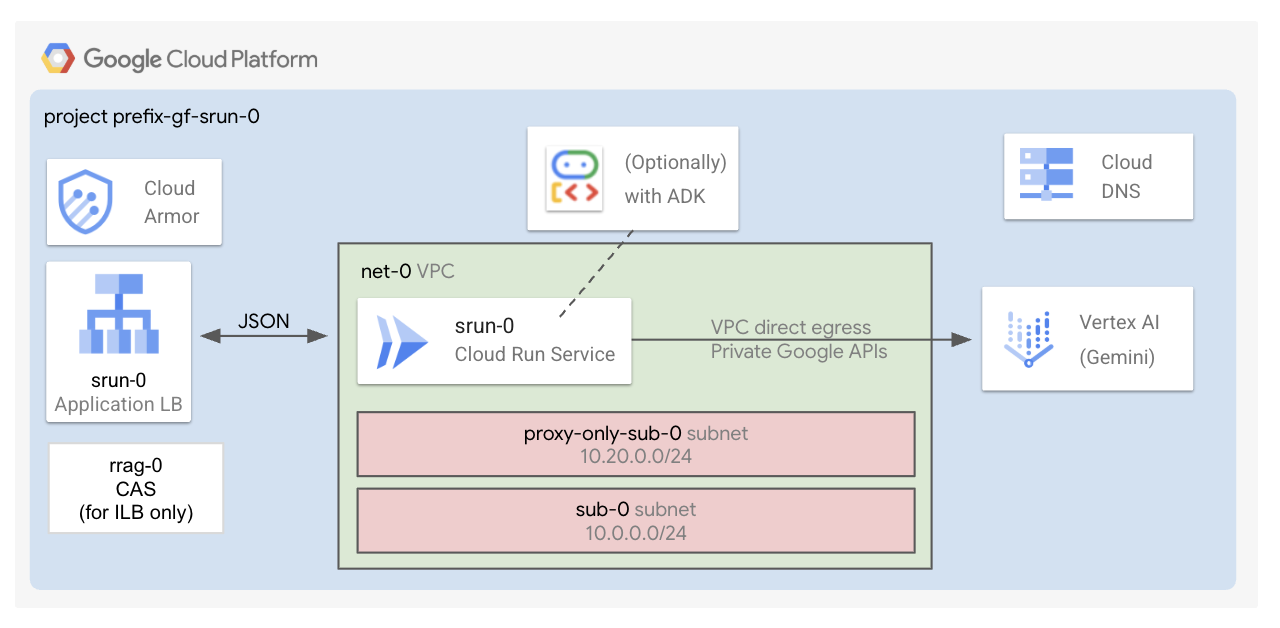 Google Cloud Platform
project prefix-gf-srun-0
Cloud
Armor
(Optionally)
with ADK
Cloud
DNS
net-0 VPC
srun-0
Application LB
JSON
srun-0
Cloud Run Service
VPC direct egress
Private Google APIs
Vertex AI
(Gemini)
rrag-0
CAS
(for ILB only)
proxy-only-sub-0 subnet
10.20.0.0/24
sub-0 subnet
10.0.0.0/24